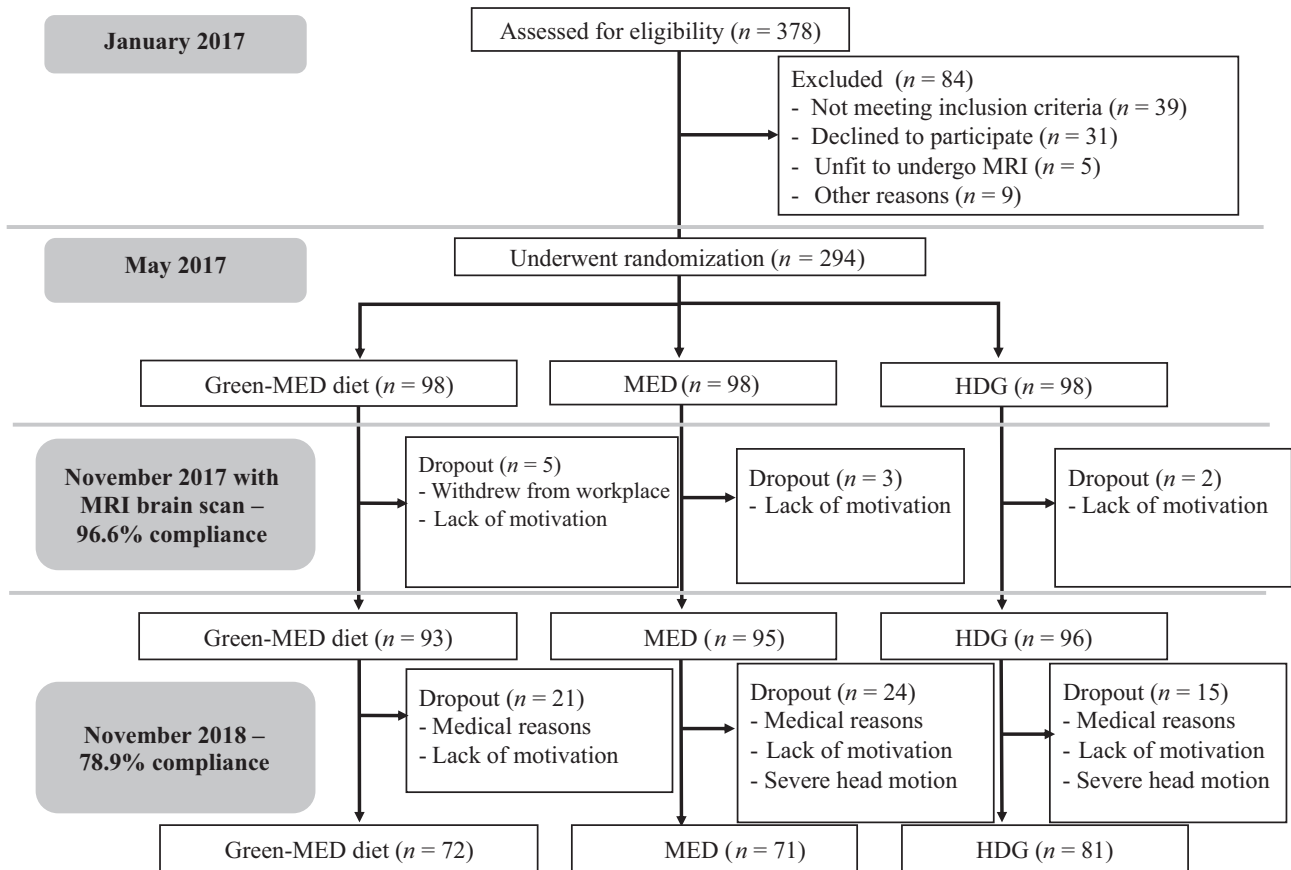 January 2017
Assessed for eligibility (n = 378)
Excluded (n = 84)
- Not meeting inclusion criteria (n = 39)
- Declined to participate (n = 31)
- Unfit to undergo MRI (n = 5)
- Other reasons (n = 9)
May 2017
Underwent randomization (n = 294)
Green-MED diet (n = 98)
MED (n = 98)
HDG (n = 98)
November 2017 with
MRI brain scan –
96.6% compliance
Dropout (n = 5)
- Withdrew from workplace
- Lack of motivation
Dropout (n = 3)
- Lack of motivation
Dropout (n = 2)
- Lack of motivation
Green-MED diet (n = 93)
MED (n = 95)
HDG (n = 96)
November 2018 –
78.9% compliance
Dropout (n = 21)
- Medical reasons
- Lack of motivation
Dropout (n = 24)
- Medical reasons
- Lack of motivation
- Severe head motion
Dropout (n = 15)
- Medical reasons
- Lack of motivation
- Severe head motion
Green-MED diet (n = 72)
MED (n = 71)
HDG (n = 81)